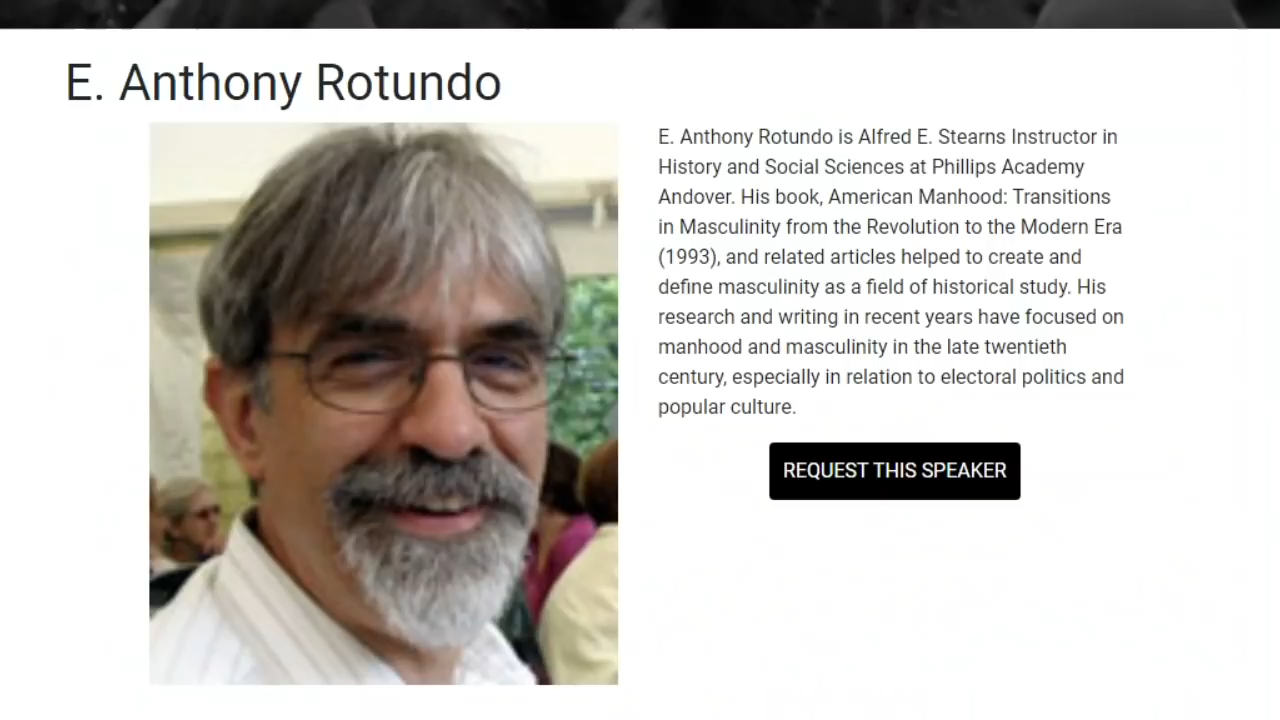 E. Anthony Rotundo
E. Anthony Rotundo is Alfred E. Stearns Instructor in
History and Social Sciences at Phillips Academy
Andover. His book, American Manhood: Transitions
in Masculinity from the Revolution to the Modern Era
(1993), and related articles helped to create and
define masculinity as a field of historical study. His
research and writing in recent years have focused on
manhood and masculinity in the late twentieth
century, especially in relation to electoral politics and
popular culture.
REQUEST THIS SPEAKER